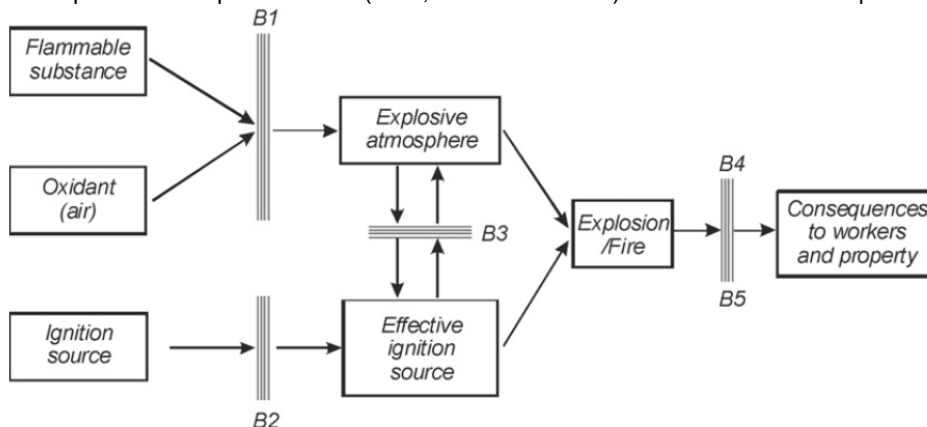 B1
Flammable
substance
Explosive
atmosphere
Oxidant
(air)
B3
Explosion
/Fire
B4
Consequences
to workers
and property
B5
Ignition
source
Effective
ignition
source
B2